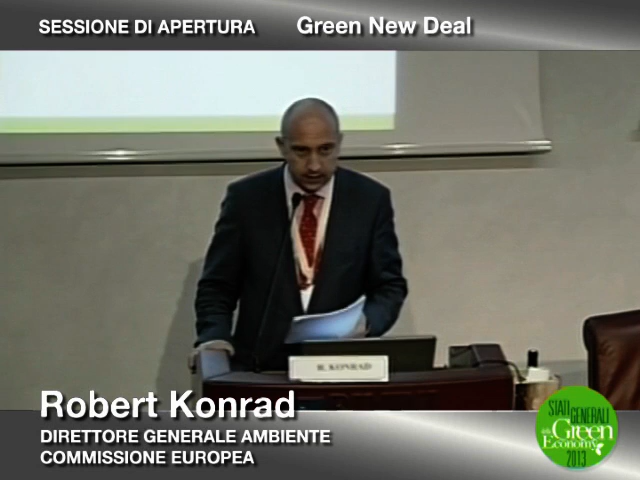 SESSIONE DI APERTURA Green New Deal
R. KONRAD
Robert Konrad
DIRETTORE GENERALE AMBIENTE
COMMISSIONE EUROPEA
STATI
GENERALI
della Green
Economy
2013